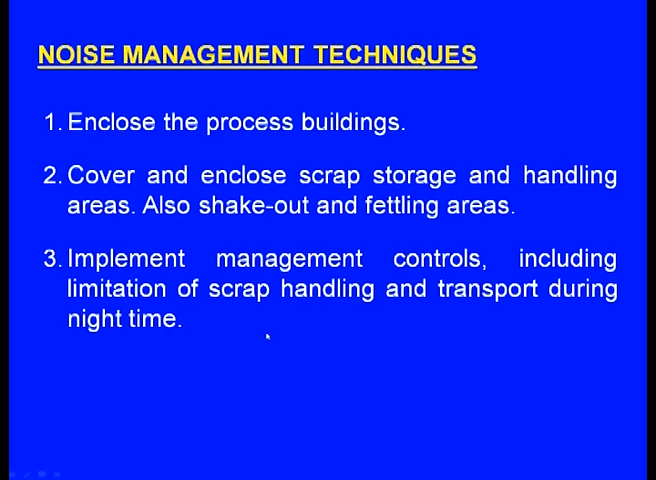 NOISE MANAGEMENT TECHNIQUES
1. Enclose the process buildings.
2. Cover and enclose scrap storage and handling
areas. Also shake-out and fettling areas.
3. Implement management controls, including
limitation of scrap handling and transport during
night time.